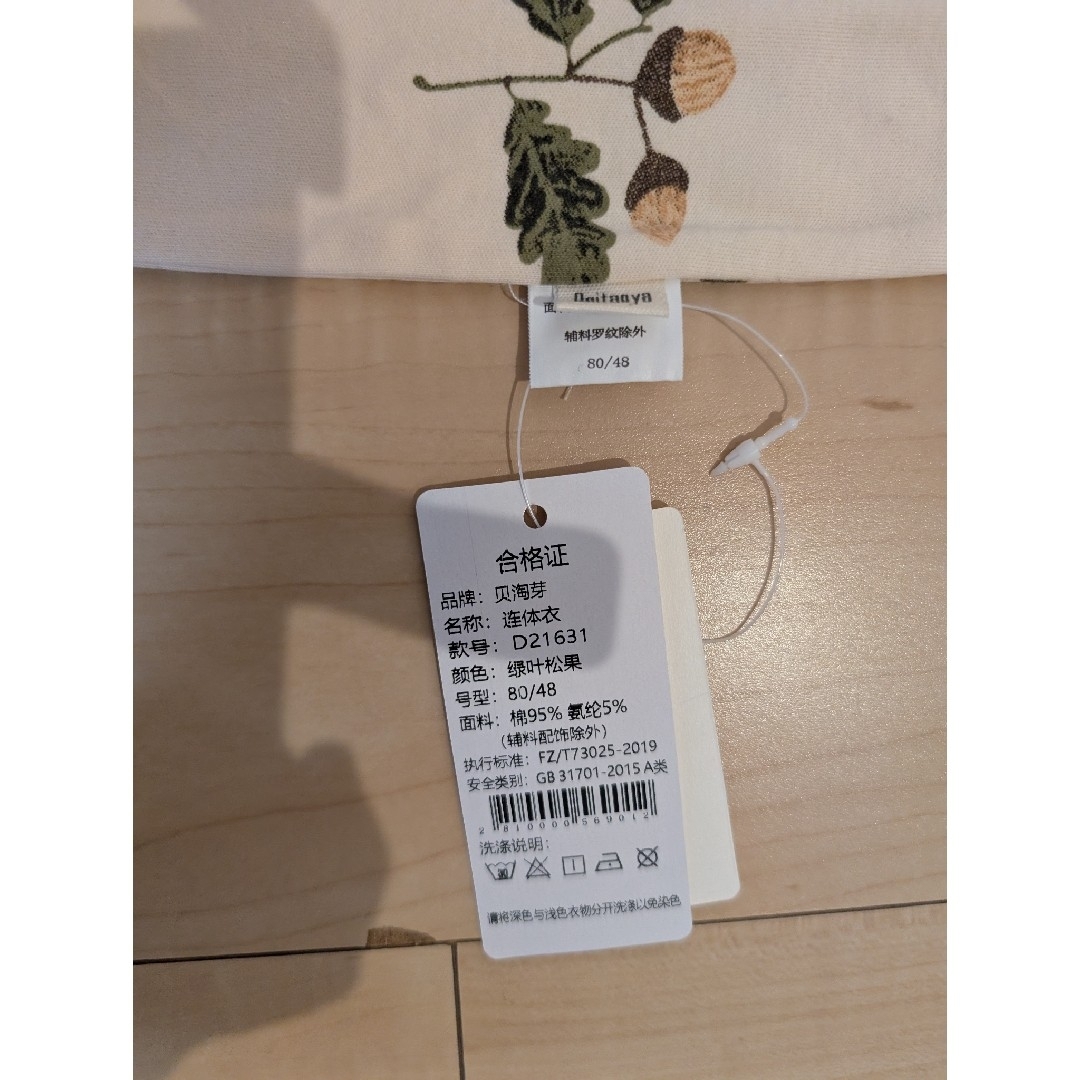 面
辅料罗纹除外
80/48
合格证
品牌：贝淘芽
名称：连体衣
款号：D21631
颜色：绿叶松果
号型：80/48
面料：棉95% 氨纶5%
（辅料配饰除外）
执行标准：FZ/T73025-2019
安全类别：GB 31701-2015 A类
2 810000 569012
洗涤说明：
请将深色与浅色衣物分开洗涤以免染色